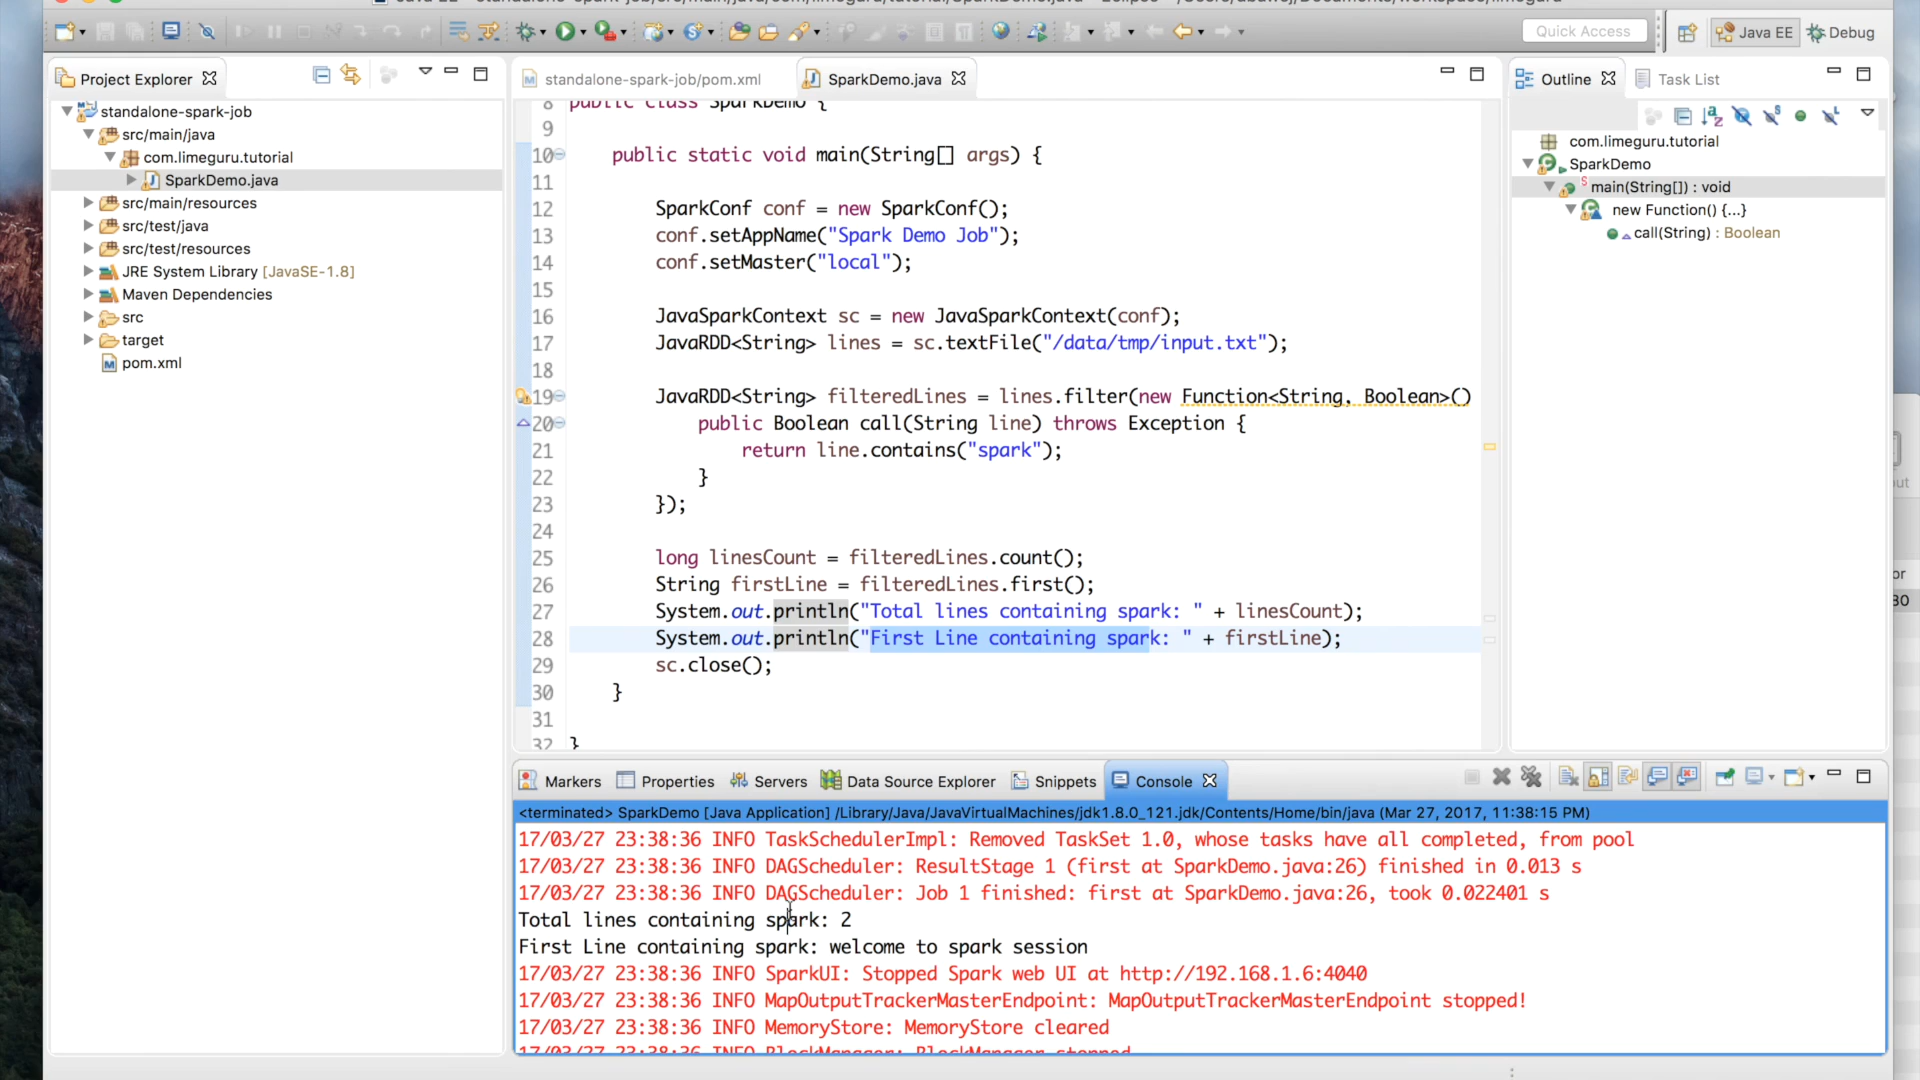 Quick Access
Java EE
Debug
Project Explorer
standalone-spark-job
src/main/java
com.limeguru.tutorial
SparkDemo.java
src/main/resources
src/test/java
src/test/resources
JRE System Library [JavaSE-1.8]
Maven Dependencies
src
target
pom.xml
standalone-spark-job/pom.xml
SparkDemo.java
8 public class SparkDemo {
9
10 public static void main(String[] args) {
11
12 SparkConf conf = new SparkConf();
13 conf.setAppName("Spark Demo Job");
14 conf.setMaster("local");
15
16 JavaSparkContext sc = new JavaSparkContext(conf);
17 JavaRDD<String> lines = sc.textFile("/data/tmp/input.txt");
18
19 JavaRDD<String> filteredLines = lines.filter(new Function<String, Boolean>()
20 public Boolean call(String line) throws Exception {
21 return line.contains("spark");
22 }
23 });
24
25 long linesCount = filteredLines.count();
26 String firstLine = filteredLines.first();
27 System.out.println("Total lines containing spark: " + linesCount);
28 System.out.println("First Line containing spark: " + firstLine);
29 sc.close();
30 }
31
32 }
Outline
Task List
com.limeguru.tutorial
SparkDemo
main(String[]) : void
new Function() {...}
call(String) : Boolean
Markers
Properties
Servers
Data Source Explorer
Snippets
Console
<terminated> SparkDemo [Java Application] /Library/Java/JavaVirtualMachines/jdk1.8.0_121.jdk/Contents/Home/bin/java (Mar 27, 2017, 11:38:15 PM)
17/03/27 23:38:36 INFO TaskSchedulerImpl: Removed TaskSet 1.0, whose tasks have all completed, from pool
17/03/27 23:38:36 INFO DAGScheduler: ResultStage 1 (first at SparkDemo.java:26) finished in 0.013 s
17/03/27 23:38:36 INFO DAGScheduler: Job 1 finished: first at SparkDemo.java:26, took 0.022401 s
Total lines containing spark: 2
First Line containing spark: welcome to spark session
17/03/27 23:38:36 INFO SparkUI: Stopped Spark web UI at http://192.168.1.6:4040
17/03/27 23:38:36 INFO MapOutputTrackerMasterEndpoint: MapOutputTrackerMasterEndpoint stopped!
17/03/27 23:38:36 INFO MemoryStore: MemoryStore cleared
17/03/27 23:38:36 INFO BlockManager: BlockManager stopped